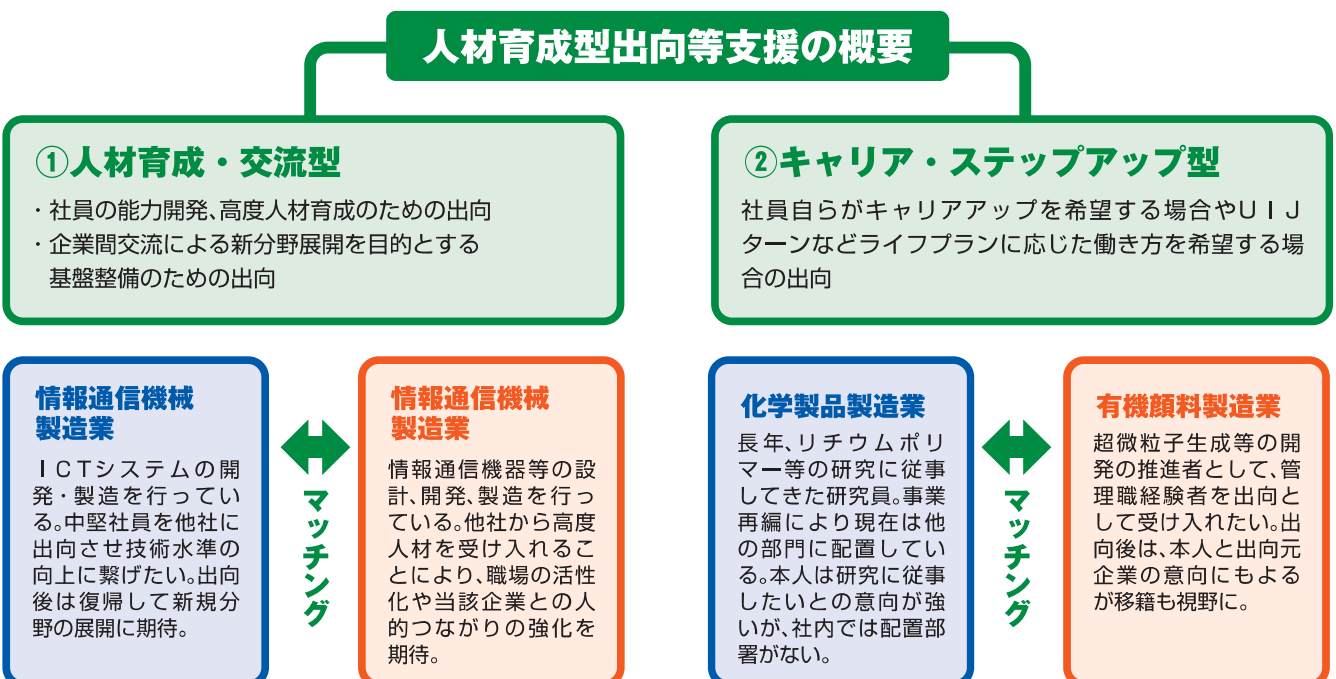 人材育成型出向等支援の概要
①人材育成・交流型
・社員の能力開発、高度人材育成のための出向
・企業間交流による新分野展開を目的とする
基盤整備のための出向
②キャリア・ステップアップ型
社員自らがキャリアアップを希望する場合やUIJ
ターンなどライフプランに応じた働き方を希望する場
合の出向
情報通信機械
製造業
ICTシステムの開
発・製造を行ってい
る。中堅社員を他社に
出向させ技術水準の
向上に繋げたい。出向
後は復帰して新規分
野の展開に期待。
マッチング
情報通信機械
製造業
情報通信機器等の設
計、開発、製造を行っ
ている。他社から高度
人材を受け入れるこ
とにより、職場の活性
化や当該企業との人
的つながりの強化を
期待。
化学製品製造業
長年、リチウムポリ
マー等の研究に従事
してきた研究員。事業
再編により現在は他
の部門に配置してい
る。本人は研究に従事
したいとの意向が強
いが、社内では配置部
署がない。
マッチング
有機顔料製造業
超微粒子生成等の開
発の推進者として、管
理職経験者を出向と
して受け入れたい。出
向後は、本人と出向元
企業の意向にもよる
が移籍も視野に。